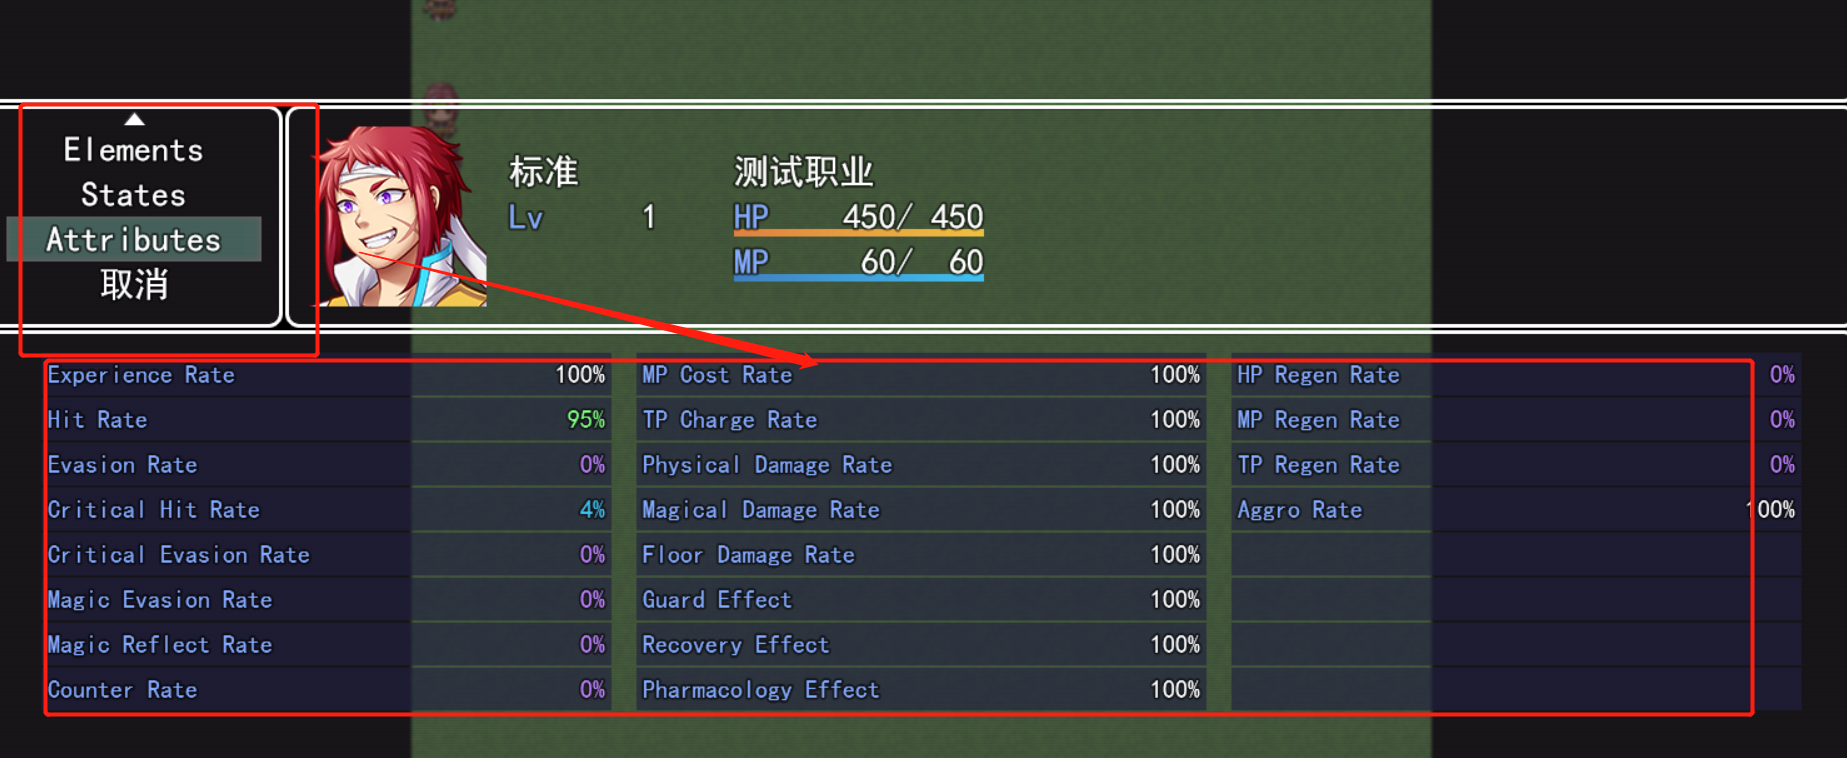 Elements
States
Attributes
取消
标准
Lv 1
测试职业
HP 450/ 450
MP 60/ 60
Experience Rate 100%
Hit Rate 95%
Evasion Rate 0%
Critical Hit Rate 4%
Critical Evasion Rate 0%
Magic Evasion Rate 0%
Magic Reflect Rate 0%
Counter Rate 0%
MP Cost Rate 100%
TP Charge Rate 100%
Physical Damage Rate 100%
Magical Damage Rate 100%
Floor Damage Rate 100%
Guard Effect 100%
Recovery Effect 100%
Pharmacology Effect 100%
HP Regen Rate 0%
MP Regen Rate 0%
TP Regen Rate 0%
Aggro Rate 100%